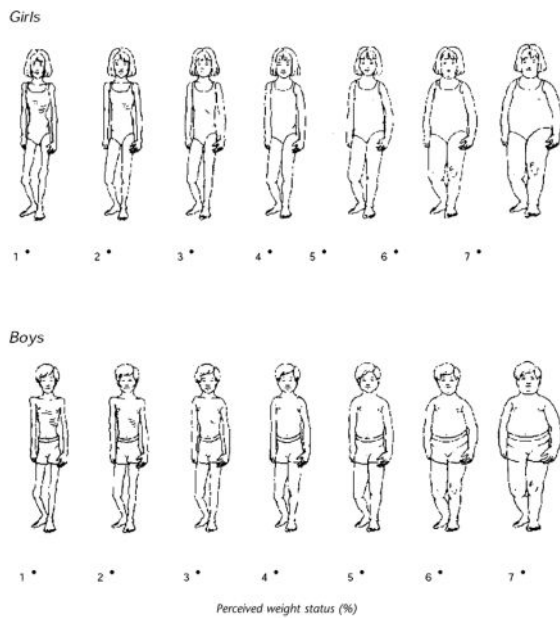 Girls
1 • 2 • 3 • 4 • 5 • 6 • 7 •
Boys
1 • 2 • 3 • 4 • 5 • 6 • 7 •
Perceived weight status (%)